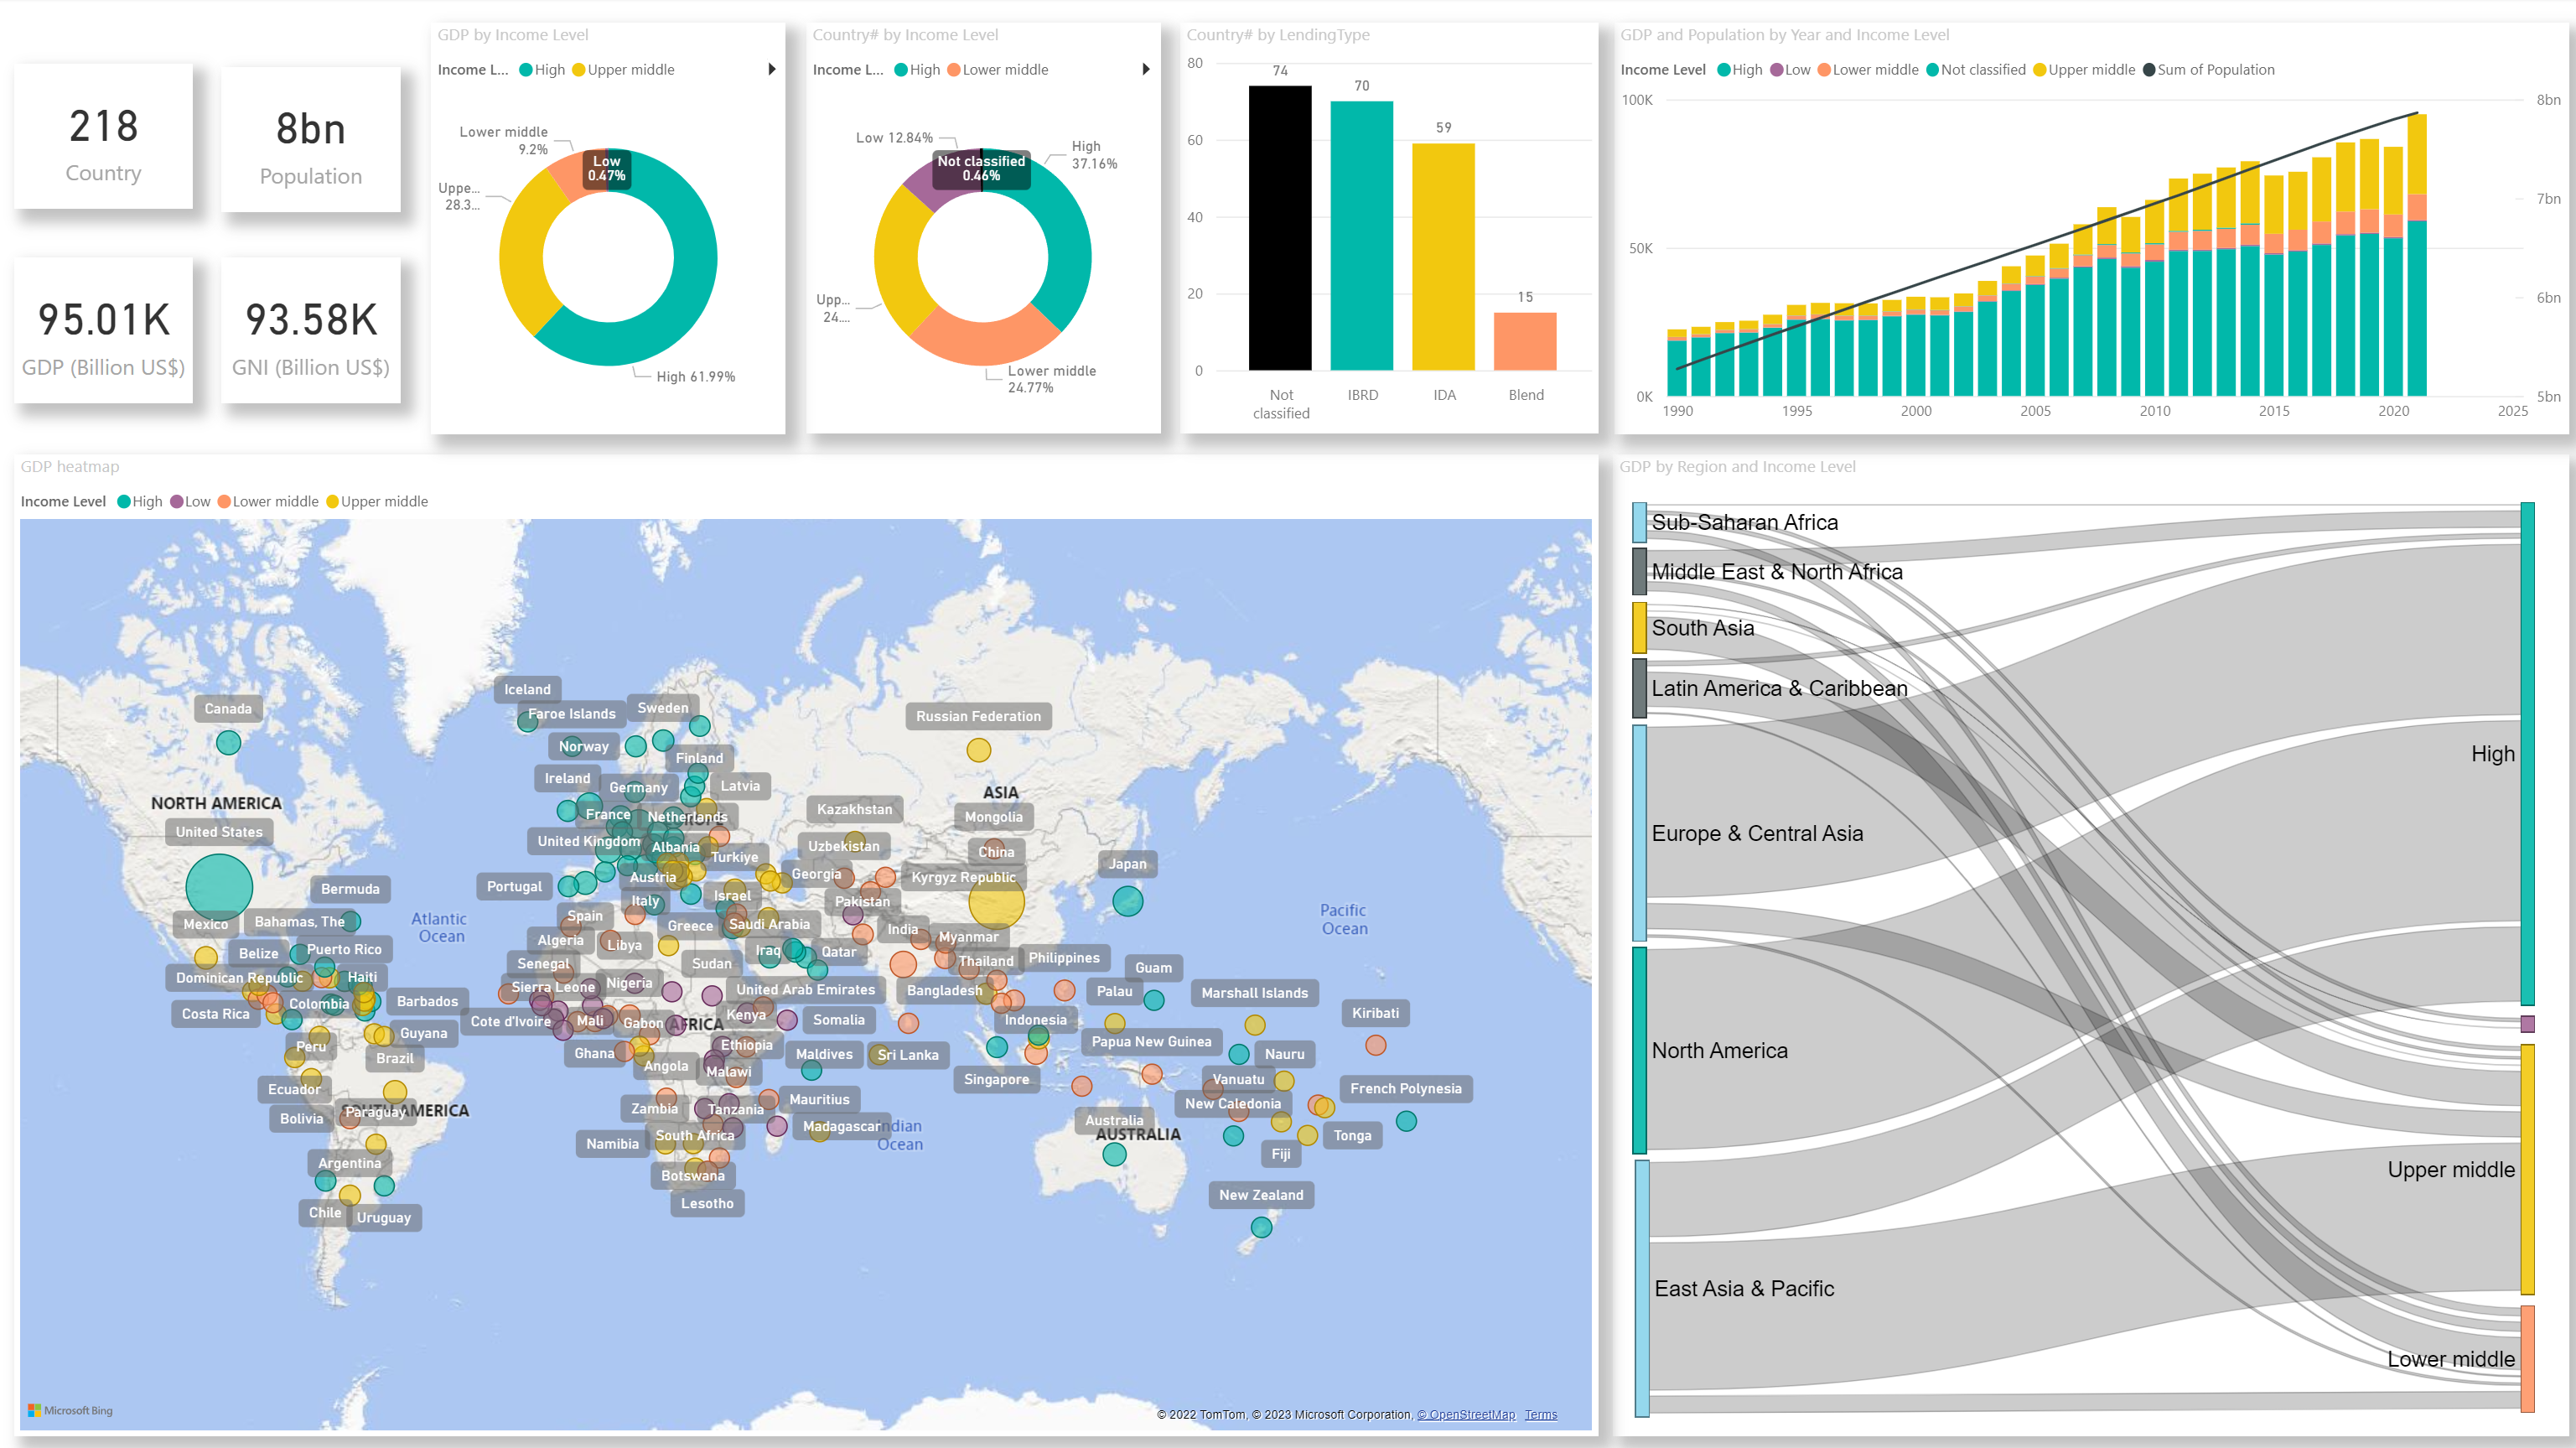 218
Country
8bn
Population
95.01K
GDP (Billion US$)
93.58K
GNI (Billion US$)
GDP by Income Level
Income L... High Upper middle
Lower middle
9.2%
Low
0.47%
Uppe...
28.3...
High 61.99%
Country# by Income Level
Income L... High Lower middle
Low 12.84%
Not classified
0.46%
High
37.16%
Upp...
24....
Lower middle
24.77%
Country# by LendingType
80
60
40
20
0
74
70
59
15
Not
classified
IBRD
IDA
Blend
GDP and Population by Year and Income Level
Income Level High Low Lower middle Not classified Upper middle Sum of Population
100K
50K
0K
8bn
7bn
6bn
5bn
1990 1995 2000 2005 2010 2015 2020 2025
GDP heatmap
Income Level High Low Lower middle Upper middle
Iceland
Canada
Faroe Islands
Sweden
Russian Federation
Norway
Finland
Ireland
Germany
Latvia
NORTH AMERICA
ASIA
Kazakhstan
France
Netherlands
Mongolia
United States
United Kingdom
Albania
Uzbekistan
China
Turkiye
Japan
Georgia
Kyrgyz Republic
Austria
Portugal
Bermuda
Israel
Italy
Pakistan
Spain
Mexico
Bahamas, The
Atlantic
Ocean
Pacific
Ocean
Greece
Saudi Arabia
India
Myanmar
Algeria
Libya
Belize
Puerto Rico
Iraq
Qatar
Senegal
Sudan
Thailand
Philippines
Guam
Dominican Republic
Haiti
Sierra Leone
Nigeria
United Arab Emirates
Bangladesh
Palau
Marshall Islands
Colombia
Barbados
Costa Rica
Cote d'Ivoire
Mali
Gabon
AFRICA
Kenya
Somalia
Indonesia
Kiribati
Guyana
Peru
Brazil
Ghana
Ethiopia
Maldives
Sri Lanka
Papua New Guinea
Nauru
Angola
Malawi
Singapore
Vanuatu
French Polynesia
Ecuador
Bolivia
Paraguay
SOUTH AMERICA
Zambia
Tanzania
Mauritius
New Caledonia
Madagascar
Indian
Ocean
Australia
AUSTRALIA
Namibia
South Africa
Tonga
Fiji
Argentina
Botswana
New Zealand
Lesotho
Chile
Uruguay
Microsoft Bing
© 2022 TomTom, © 2023 Microsoft Corporation, © OpenStreetMap Terms
GDP by Region and Income Level
Sub-Saharan Africa
Middle East & North Africa
South Asia
Latin America & Caribbean
Europe & Central Asia
North America
East Asia & Pacific
High
Upper middle
Lower middle